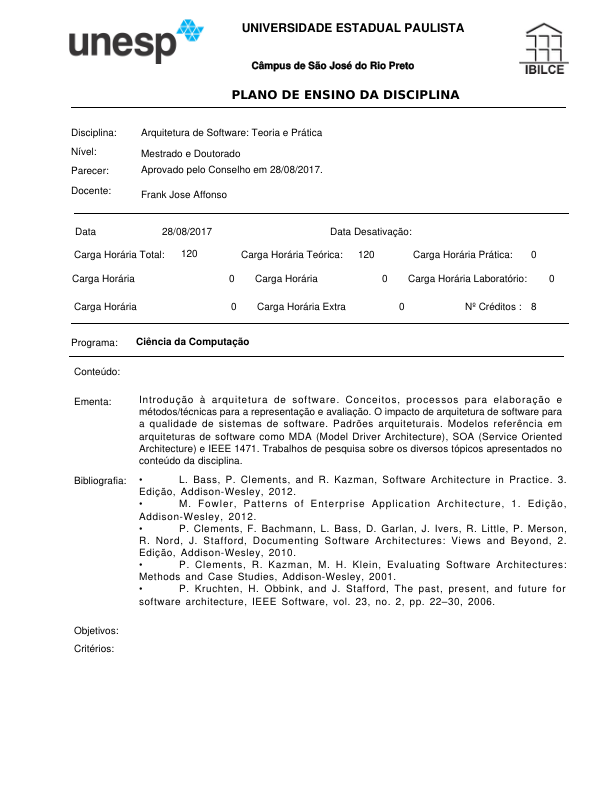 unesp
UNIVERSIDADE ESTADUAL PAULISTA
Câmpus de São José do Rio Preto
IBILCE
PLANO DE ENSINO DA DISCIPLINA
Disciplina: Arquitetura de Software: Teoria e Prática
Nível: Mestrado e Doutorado
Parecer: Aprovado pelo Conselho em 28/08/2017.
Docente: Frank Jose Affonso
Data 28/08/2017 Data Desativação:
Carga Horária Total: 120 Carga Horária Teórica: 120 Carga Horária Prática: 0
Carga Horária 0 Carga Horária 0 Carga Horária Laboratório: 0
Carga Horária 0 Carga Horária Extra 0 Nº Créditos : 8
Programa: Ciência da Computação
Conteúdo:
Ementa: Introdução à arquitetura de software. Conceitos, processos para elaboração e
métodos/técnicas para a representação e avaliação. O impacto de arquitetura de software para
a qualidade de sistemas de software. Padrões arquiteturais. Modelos referência em
arquiteturas de software como MDA (Model Driver Architecture), SOA (Service Oriented
Architecture) e IEEE 1471. Trabalhos de pesquisa sobre os diversos tópicos apresentados no
conteúdo da disciplina.
Bibliografia: • L. Bass, P. Clements, and R. Kazman, Software Architecture in Practice. 3.
Edição, Addison-Wesley, 2012.
• M. Fowler, Patterns of Enterprise Application Architecture, 1. Edição,
Addison-Wesley, 2012.
• P. Clements, F. Bachmann, L. Bass, D. Garlan, J. Ivers, R. Little, P. Merson,
R. Nord, J. Stafford, Documenting Software Architectures: Views and Beyond, 2.
Edição, Addison-Wesley, 2010.
• P. Clements, R. Kazman, M. H. Klein, Evaluating Software Architectures:
Methods and Case Studies, Addison-Wesley, 2001.
• P. Kruchten, H. Obbink, and J. Stafford, The past, present, and future for
software architecture, IEEE Software, vol. 23, no. 2, pp. 22–30, 2006.
Objetivos:
Critérios: